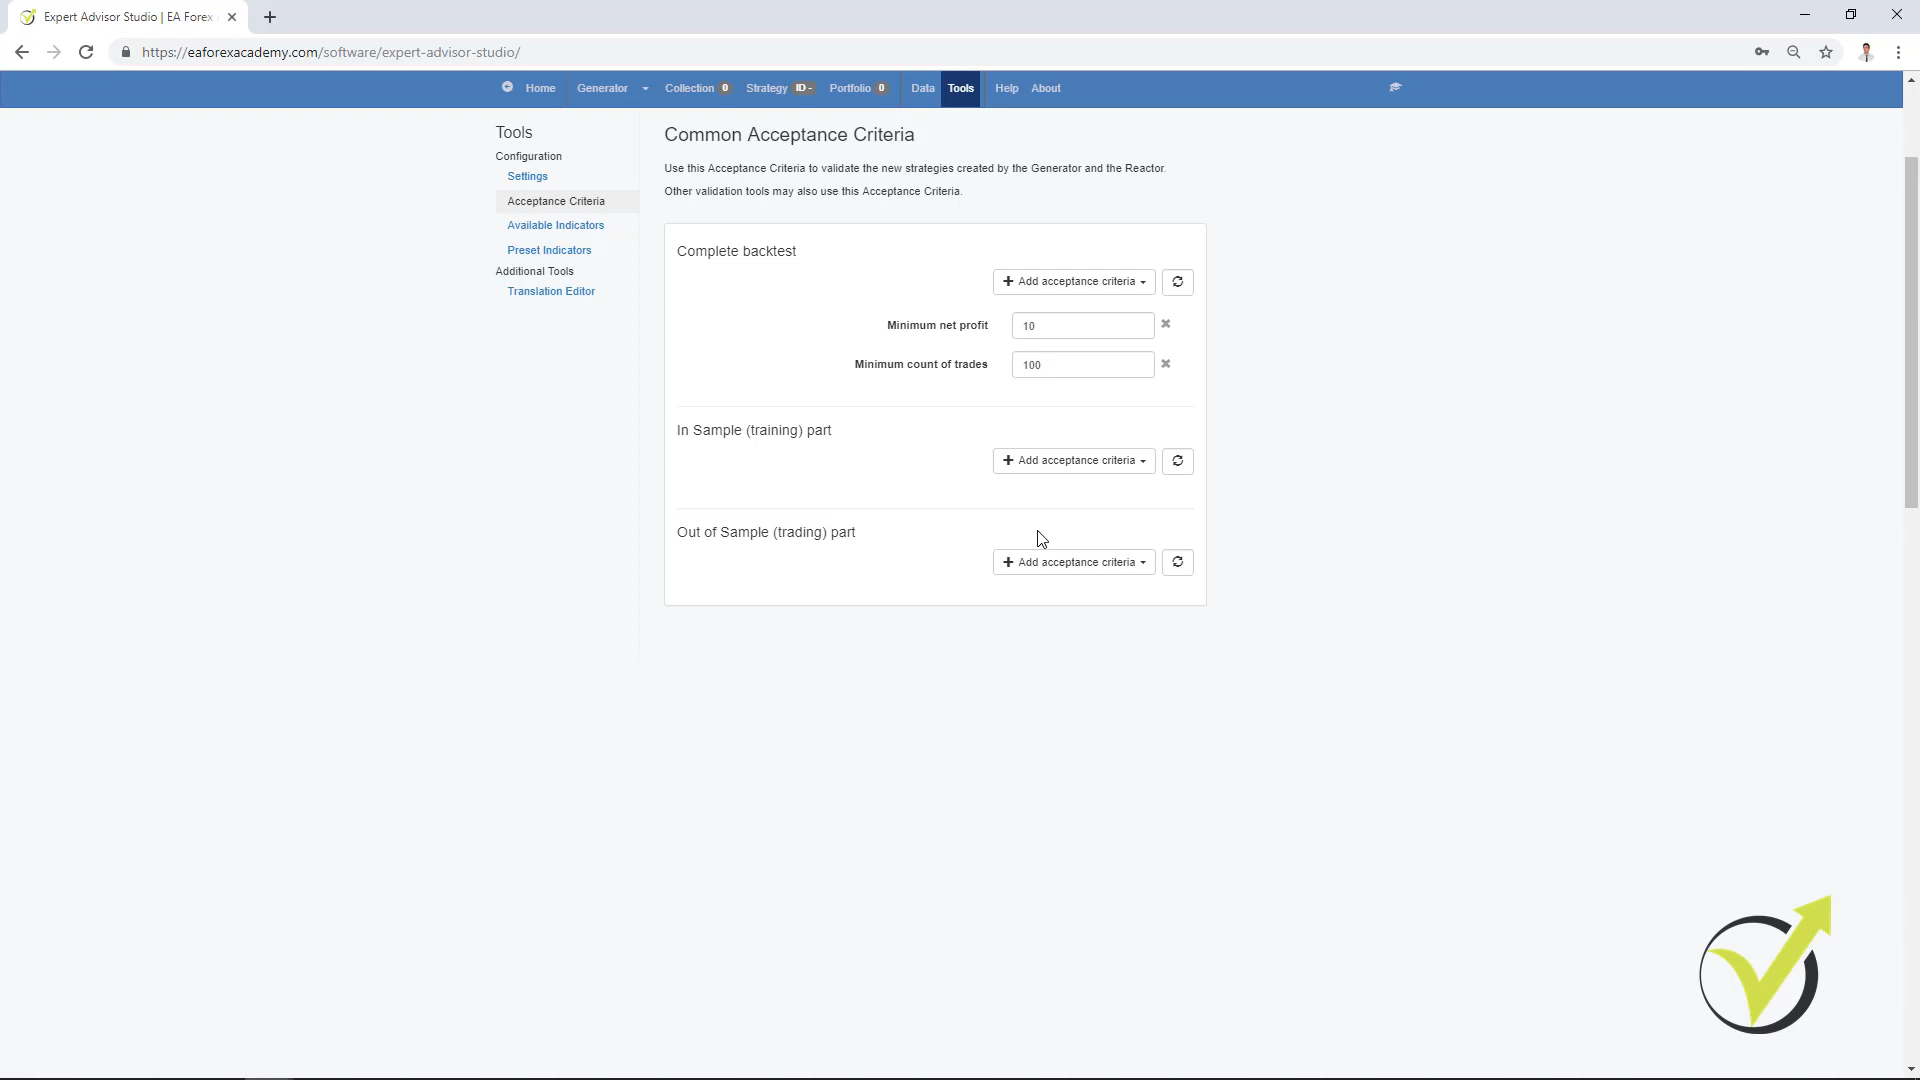 Expert Advisor Studio | EA Forex
https://eaforexacademy.com/software/expert-advisor-studio/
Home Generator Collection 0 Strategy ID - Portfolio 0 Data Tools Help About
Tools
Configuration
Settings
Acceptance Criteria
Available Indicators
Preset Indicators
Additional Tools
Translation Editor
Common Acceptance Criteria
Use this Acceptance Criteria to validate the new strategies created by the Generator and the Reactor.
Other validation tools may also use this Acceptance Criteria.
Complete backtest
Add acceptance criteria
Minimum net profit 10
Minimum count of trades 100
In Sample (training) part
Add acceptance criteria
Out of Sample (trading) part
Add acceptance criteria